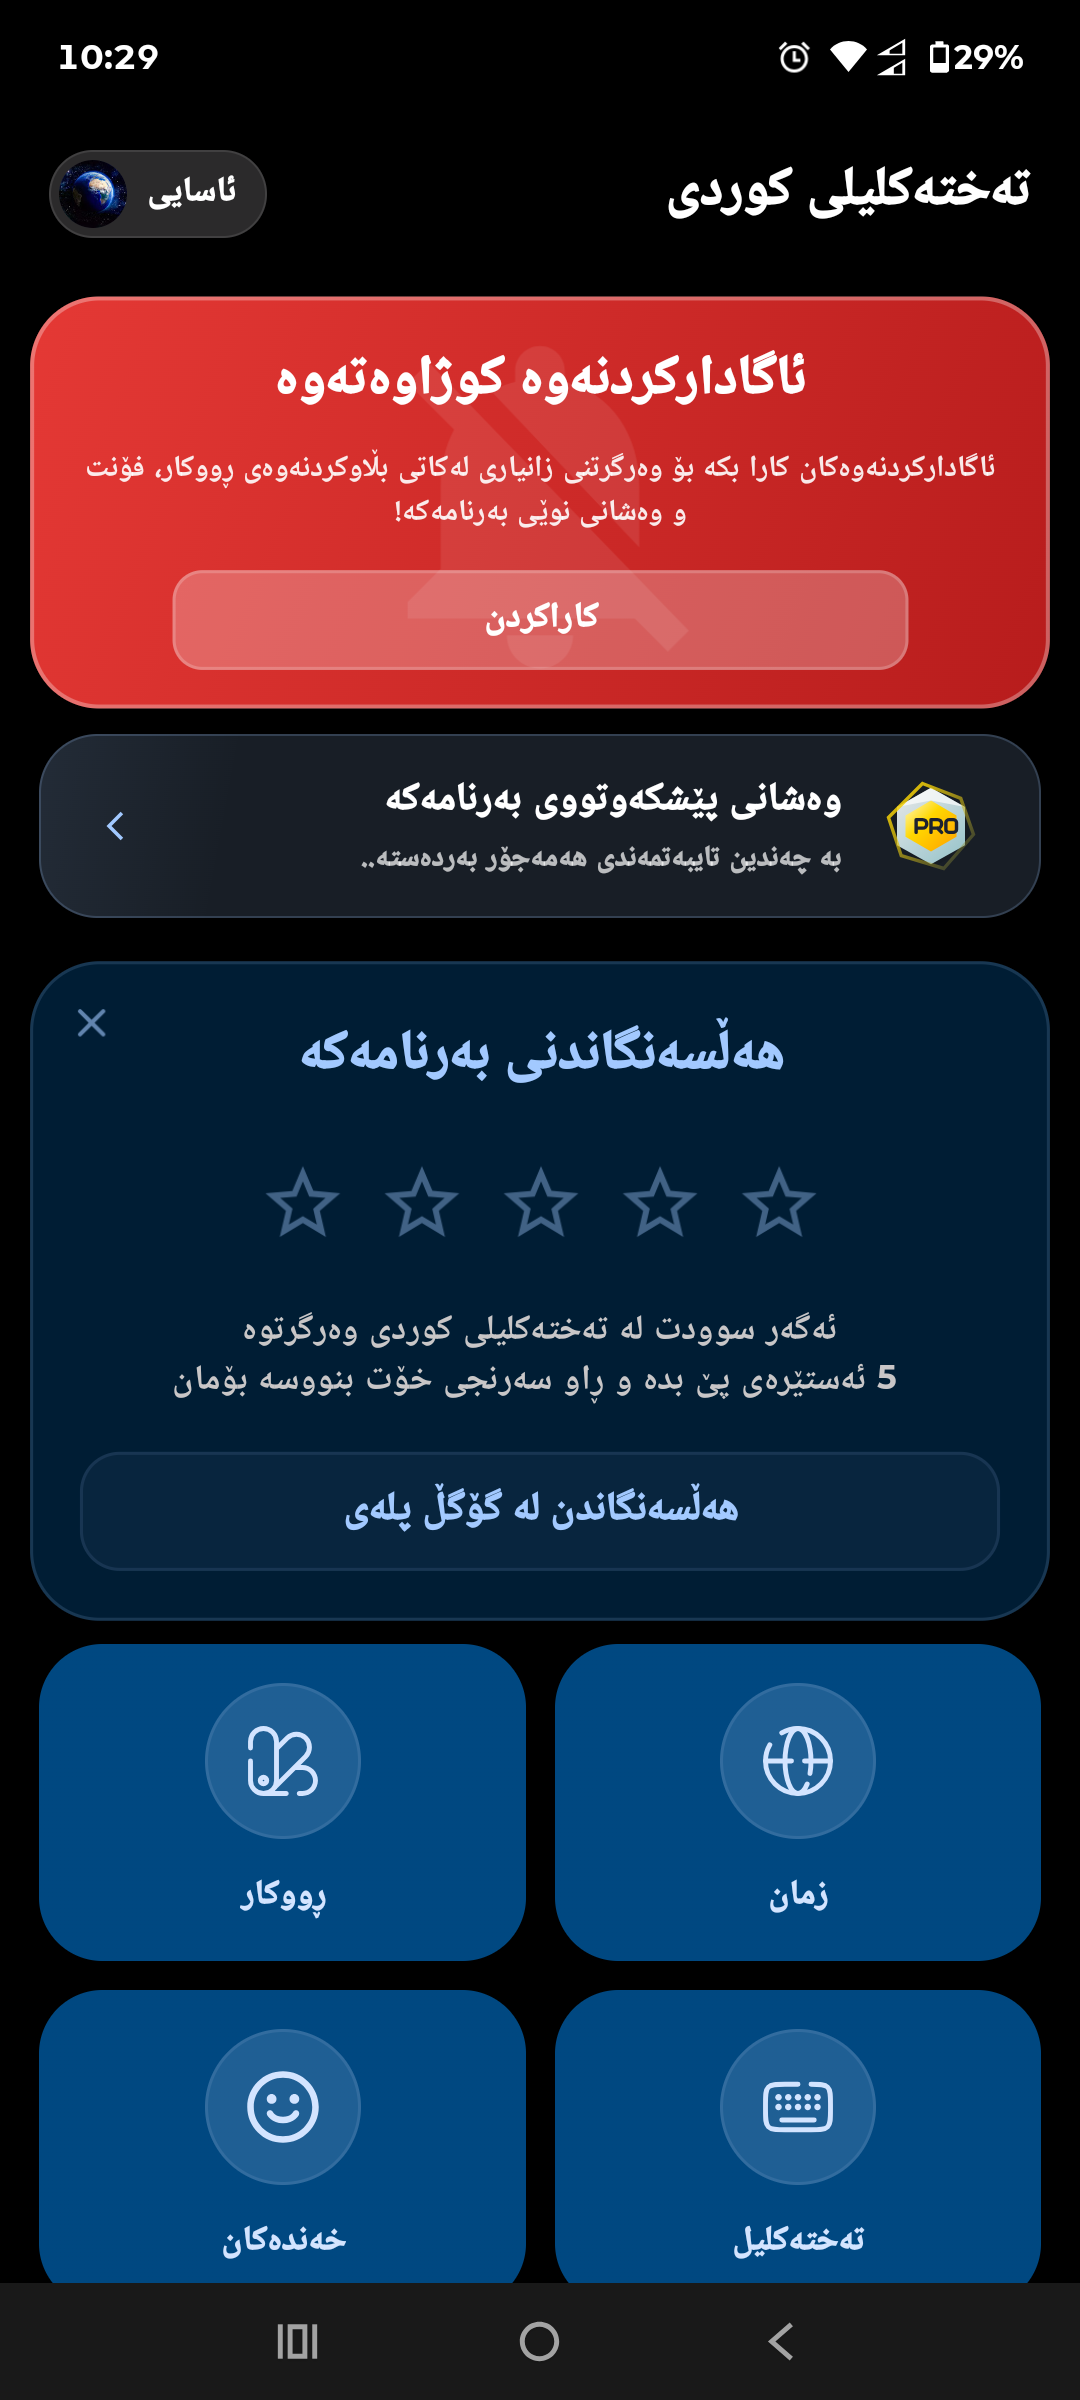 10:29
29%
تەختەکلیلی کوردی
ئاسایی
ئاگادارکردنەوە کوژاوەتەوە
ئاگادارکردنەوەکان کارا بکە بۆ وەرگرتنی زانیاری لەکاتی بڵاوکردنەوەی ڕووکار، فۆنت
و وەشانی نوێی بەرنامەکە!
کاراکردن
وەشانی پێشکەوتووی بەرنامەکە
PRO
بە چەندین تایبەتمەندی هەمەجۆر بەردەستە..
هەڵسەنگاندنی بەرنامەکە
ئەگەر سوودت لە تەختەکلیلی کوردی وەرگرتوە
5 ئەستێرەی پێ بدە و ڕاو سەرنجی خۆت بنووسە بۆمان
هەڵسەنگاندن لە گۆگڵ پلەی
زمان
ڕووکار
تەختەکلیل
خەندەکان